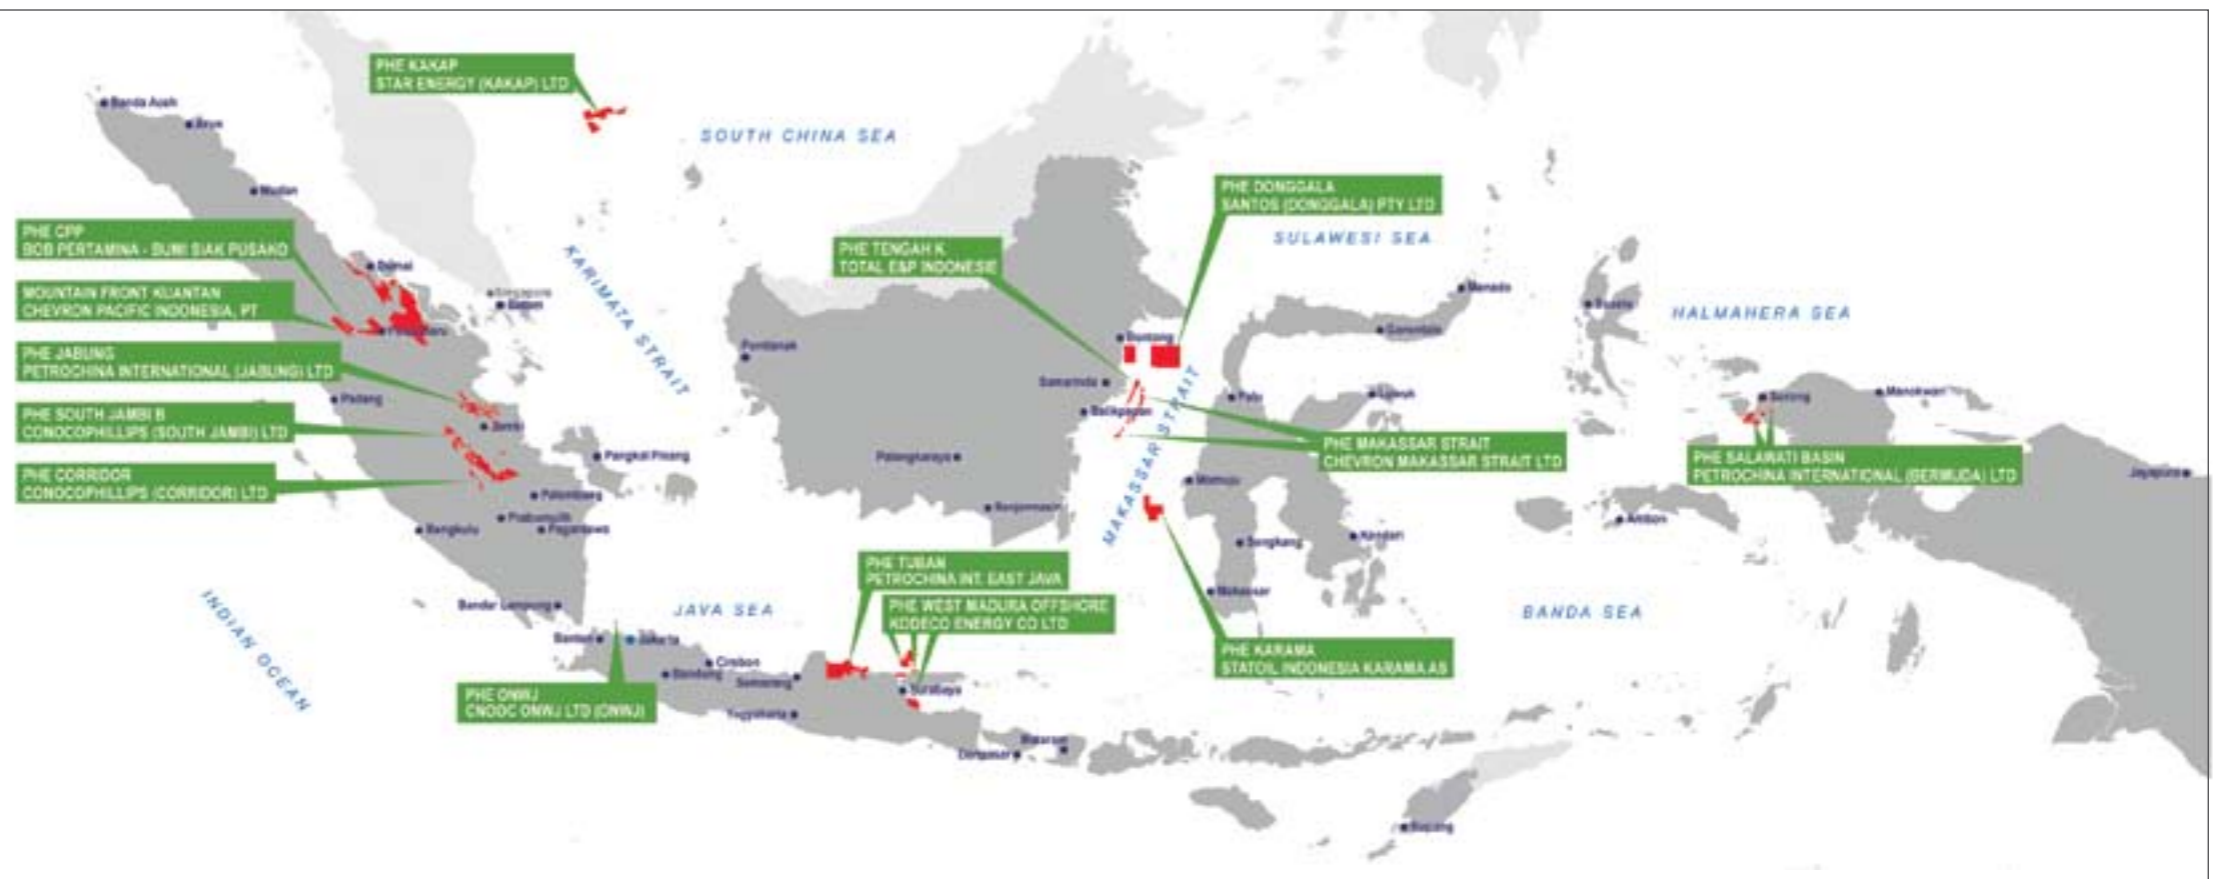 PHE KAKAP
STAR ENERGY (KAKAP) LTD
Banda Aceh
Medan
SOUTH CHINA SEA
PHE DONGGALA
SANTOS (DONGGALA) PTY LTD
PHE CPP
BOB PERTAMINA - BUMI SIAK PUSAKO
PHE TENGAH K
TOTAL E&P INDONESIE
SULAWESI SEA
KARIMATA STRAIT
Dumai
MOUNTAIN FRONT KUANTAN
CHEVRON PACIFIC INDONESIA, PT
Singapore
Batam
Manado
HALMAHERA SEA
Pontianak
Bontang
Gorontalo
PHE JABUNG
PETROCHINA INTERNATIONAL (JABUNG) LTD
Samarinda
Padang
Palu
Luwuk
Sorong
Manokwari
Balikpapan
MAKASSAR STRAIT
PHE SOUTH JAMBI B
CONOCOPHILLIPS (SOUTH JAMBI) LTD
Jambi
PHE MAKASSAR STRAIT
CHEVRON MAKASSAR STRAIT LTD
PHE SALAWATI BASIN
PETROCHINA INTERNATIONAL (BERMUDA) LTD
Pangkal Pinang
Palangkaraya
Jayapura
PHE CORRIDOR
CONOCOPHILLIPS (CORRIDOR) LTD
Mamuju
Palembang
Prabumulih
Bengkulu
Banjarmasin
Ambon
Kendari
Sengkang
PHE TUBAN
PETROCHINA INT. EAST JAVA
Makassar
INDIAN OCEAN
Bandar Lampung
JAVA SEA
PHE WEST MADURA OFFSHORE
KODECO ENERGY CO LTD
BANDA SEA
Banten
Jakarta
Cirebon
Bandung
Semarang
Surabaya
PHE KARAMA
STATOIL INDONESIA KARAMA AS
PHE ONWJ
CNOOC ONWJ LTD (ONWJ)
Yogyakarta
Mataram
Denpasar
Kupang